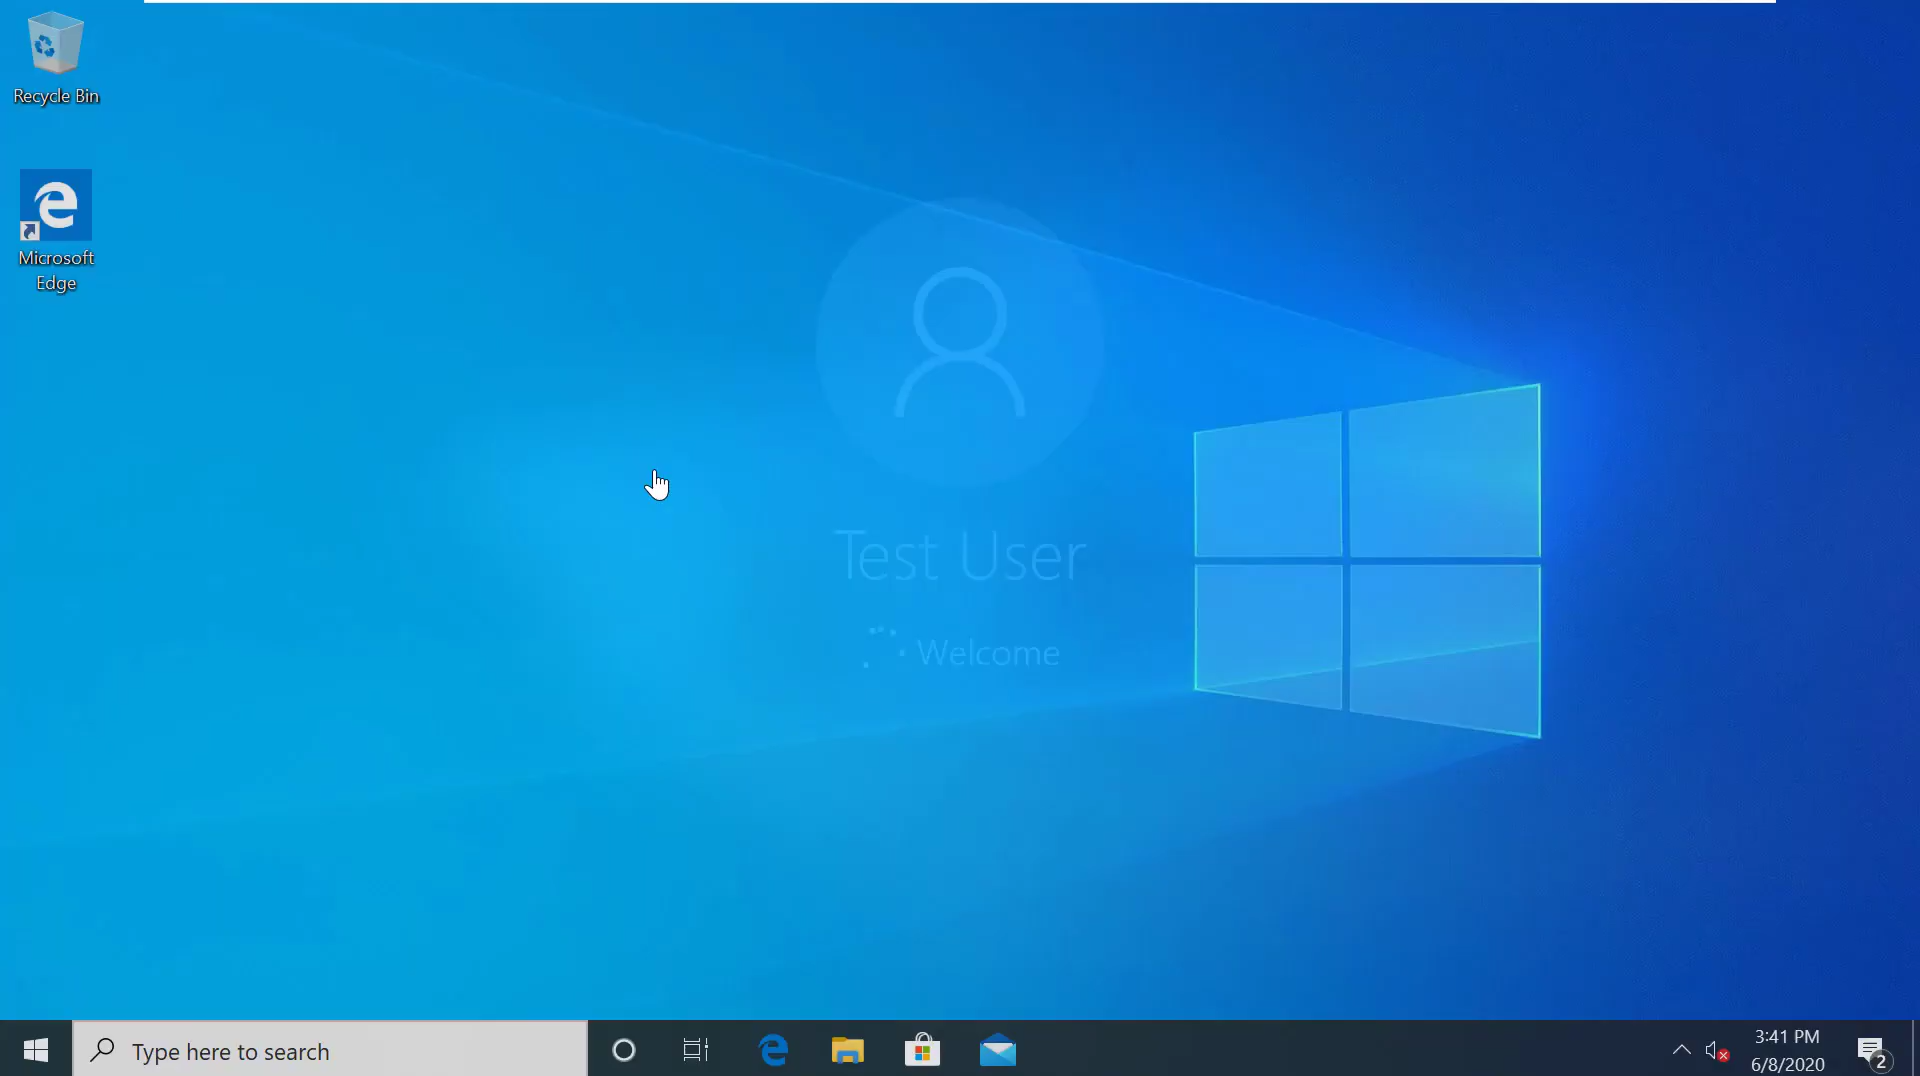 Recycle Bin
Microsoft
Edge
Test User
Welcome
Type here to search
3:41 PM
6/8/2020
2